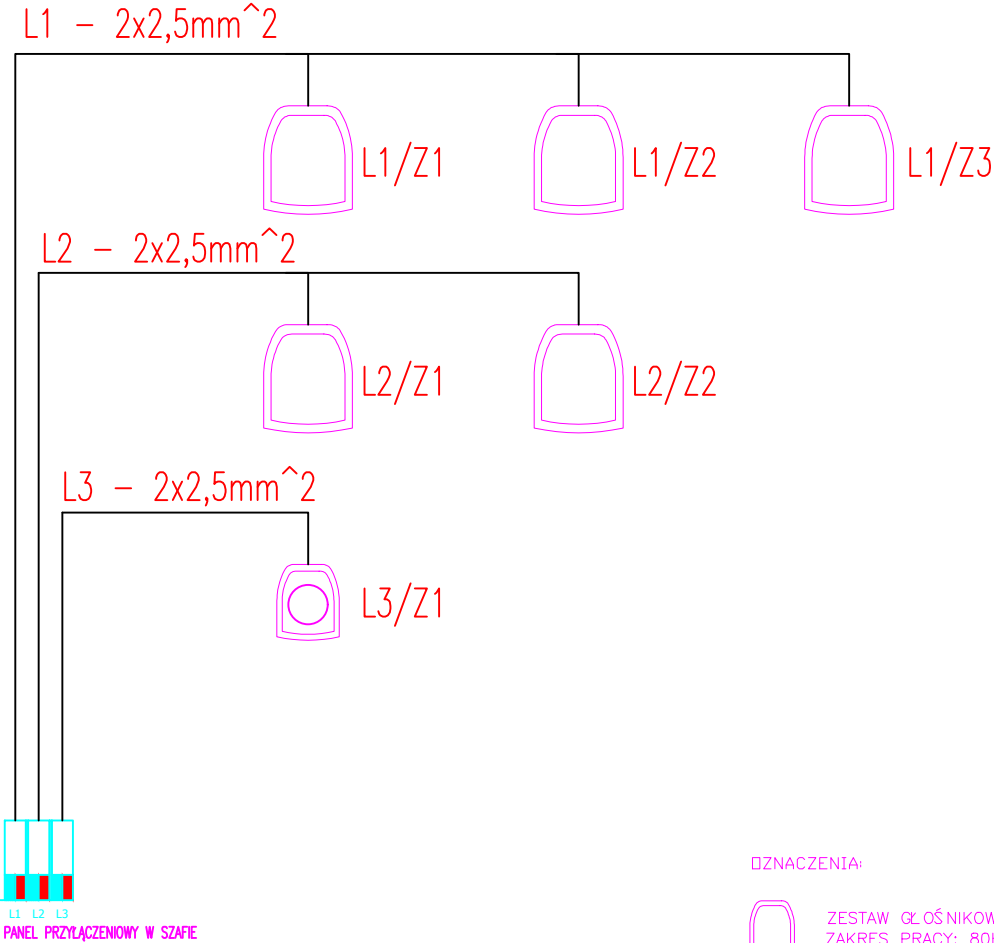 L1 - 2x2,5mm^2
L1/Z1
L1/Z2
L1/Z3
L2 - 2x2,5mm^2
L2/Z1
L2/Z2
L3 - 2x2,5mm^2
L3/Z1
OZNACZENIA:
L1 L2 L3
PANEL PRZYŁĄCZENIOWY W SZAFIE
ZESTAW
ZAKRES PRACY: